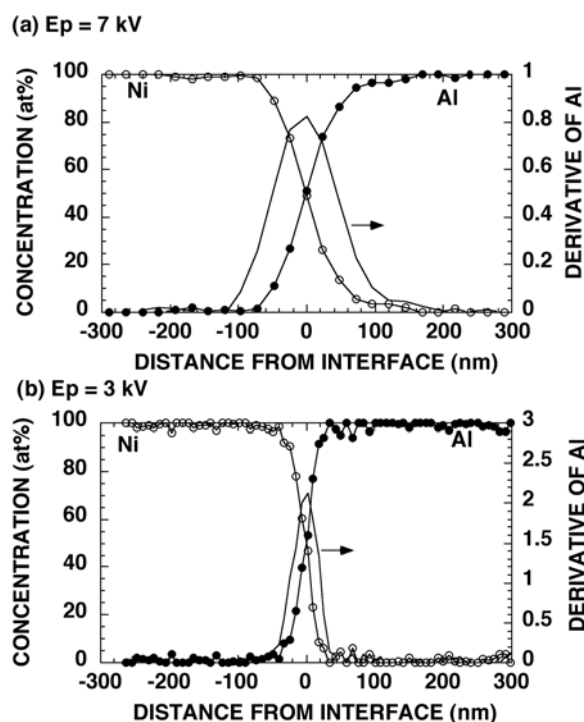 (a) Ep = 7 kV
100
80
60
40
20
0
CONCENTRATION (at%)
Ni
Al
1
0.8
0.6
0.4
0.2
0
DERIVATIVE OF Al
-300 -200 -100 0 100 200 300
DISTANCE FROM INTERFACE (nm)
(b) Ep = 3 kV
100
80
60
40
20
0
CONCENTRATION (at%)
Ni
Al
3
2.5
2
1.5
1
0.5
0
DERIVATIVE OF Al
-300 -200 -100 0 100 200 300
DISTANCE FROM INTERFACE (nm)